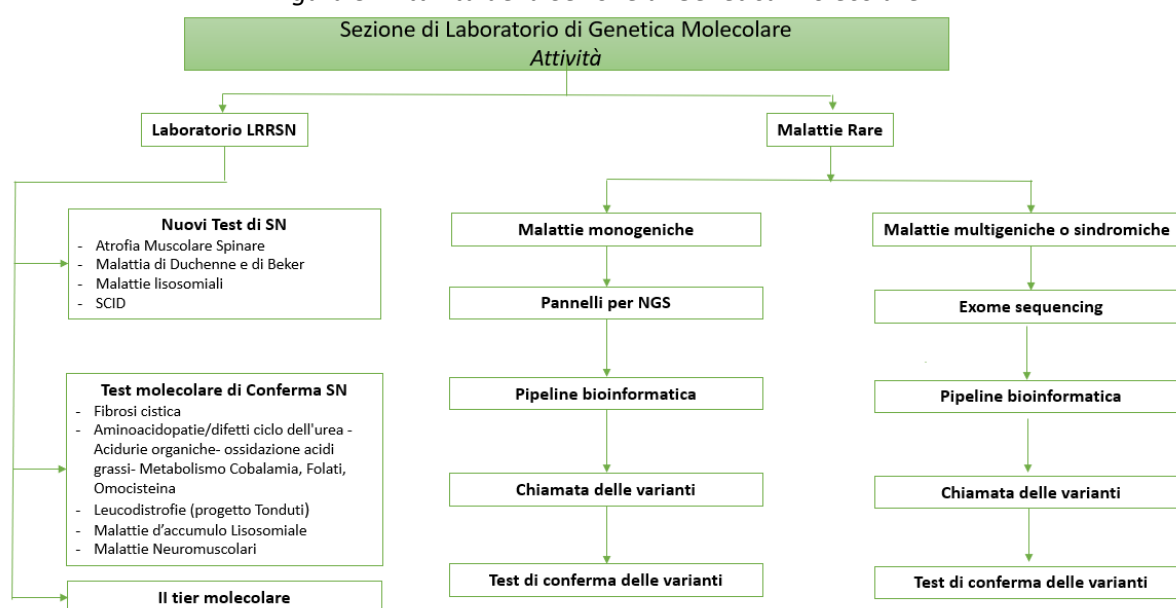 Sezione di Laboratorio di Genetica Molecolare
Attività
Laboratorio LRRSN
Malattie Rare
Nuovi Test di SN
- Atrofia Muscolare Spinare
- Malattia di Duchenne e di Beker
- Malattie lisosomiali
- SCID
Test molecolare di Conferma SN
- Fibrosi cistica
- Aminoacidopatie/difetti ciclo dell'urea -
Acidurie organiche- ossidazione acidi
grassi- Metabolismo Cobalamia, Folati,
Omocisteina
- Leucodistrofie (progetto Tonduti)
- Malattie d'accumulo Lisosomiale
- Malattie Neuromuscolari
II tier molecolare
Malattie monogeniche
Pannelli per NGS
Pipeline bioinformatica
Chiamata delle varianti
Test di conferma delle varianti
Malattie multigeniche o sindromiche
Exome sequencing
Pipeline bioinformatica
Chiamata delle varianti
Test di conferma delle varianti